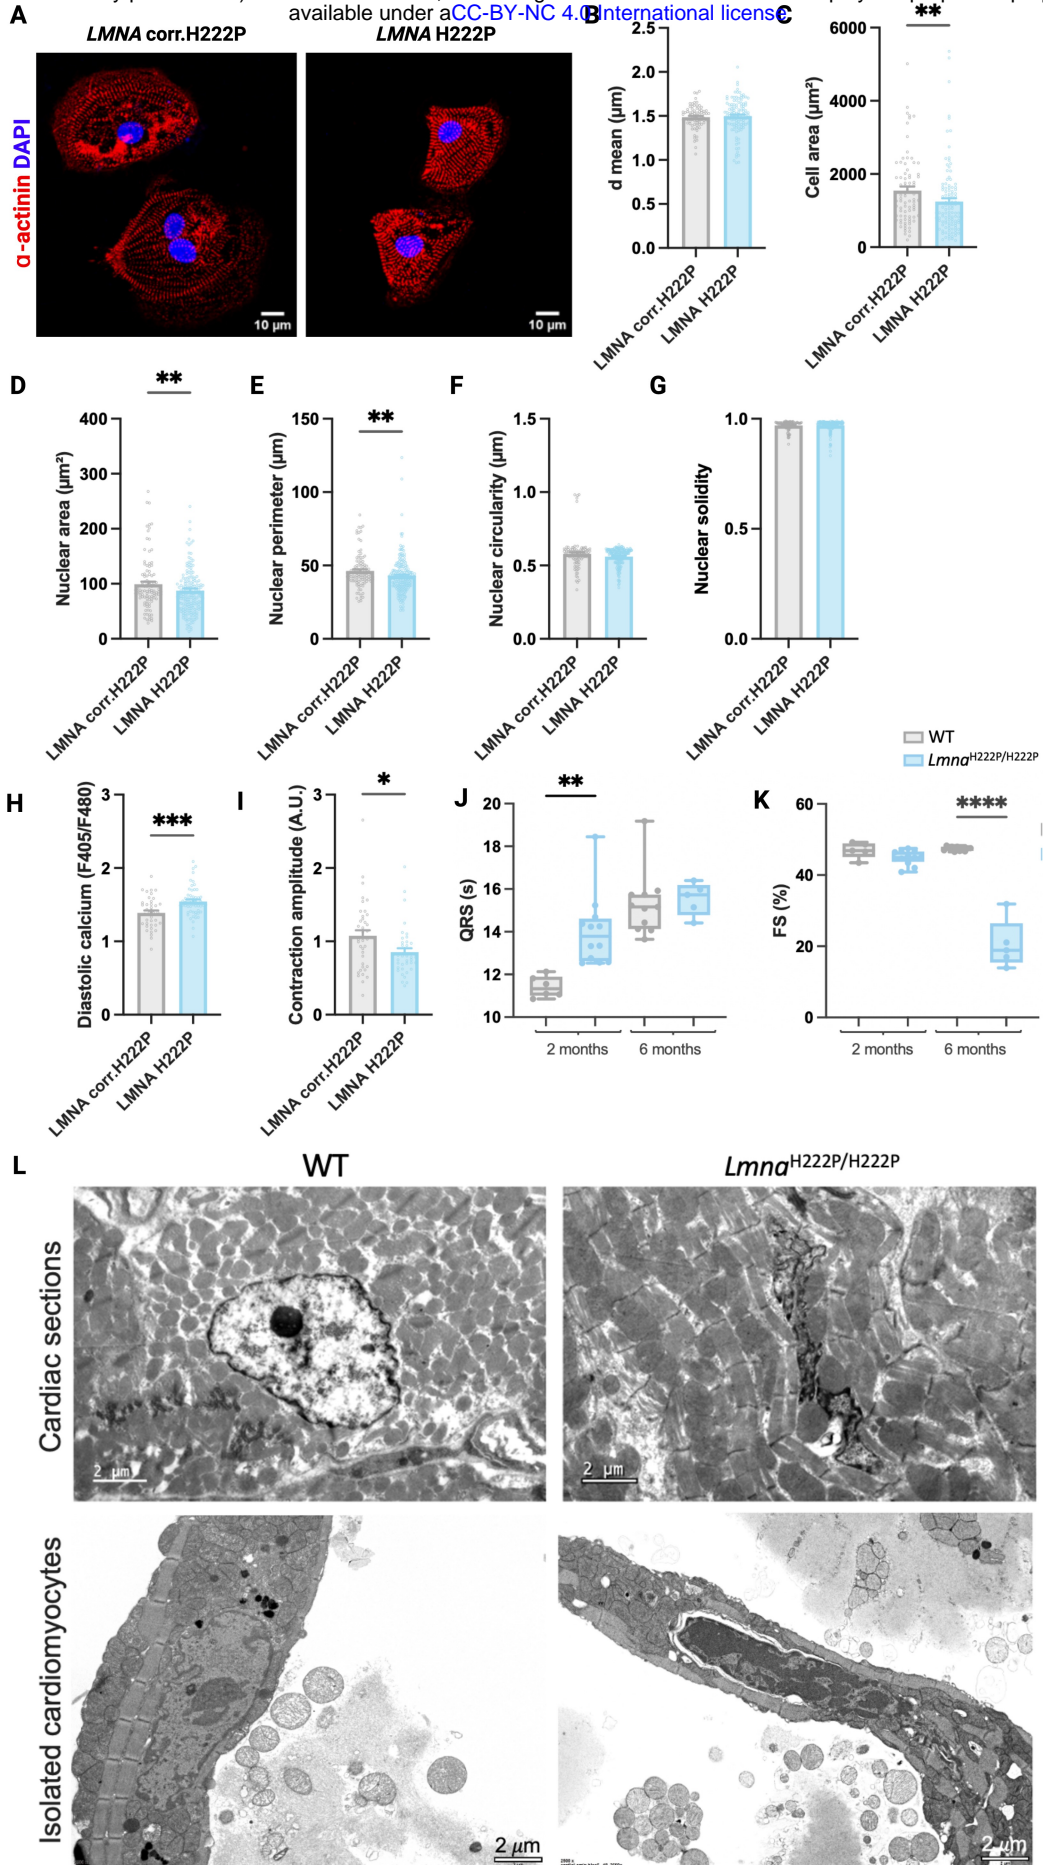 available under aCC-BY-NC 4.0 International license
A
LMNA corr.H222P
LMNA H222P
α-actinin DAPI
10 µm
10 µm
B
d mean (µm)
2.5
2.0
1.5
1.0
0.5
0.0
LMNA corr.H222P
LMNA H222P
C
**
Cell area (µm²)
6000
4000
2000
0
LMNA corr.H222P
LMNA H222P
D
**
Nuclear area (µm²)
400
300
200
100
0
LMNA corr.H222P
LMNA H222P
E
**
Nuclear perimeter (µm)
150
100
50
0
LMNA corr.H222P
LMNA H222P
F
Nuclear circularity (µm)
1.5
1.0
0.5
0.0
LMNA corr.H222P
LMNA H222P
G
Nuclear solidity
1.0
0.5
0.0
LMNA corr.H222P
LMNA H222P
WT
LmnaH222P/H222P
H
***
Diastolic calcium (F405/F480)
3
2
1
0
LMNA corr.H222P
LMNA H222P
I
*
Contraction amplitude (A.U.)
3
2
1
0
LMNA corr.H222P
LMNA H222P
J
**
QRS (s)
20
18
16
14
12
10
2 months
6 months
K
****
FS (%)
60
40
20
0
2 months
6 months
L
WT
LmnaH222P/H222P
Cardiac sections
2 µm
2 µm
Isolated cardiomyocytes
2 µm
2 µm